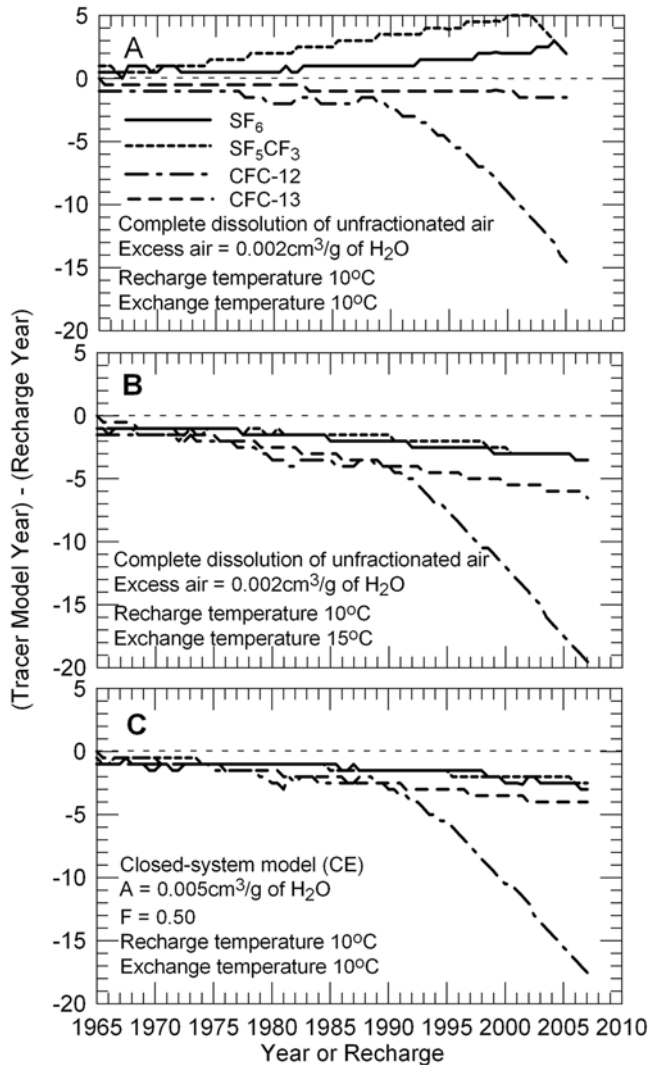 (Tracer Model Year) - (Recharge Year)
5
A
0
-5
-10
-15
-20
SF6
SF5CF3
CFC-12
CFC-13
Complete dissolution of unfractionated air
Excess air = 0.002cm3/g of H2O
Recharge temperature 10oC
Exchange temperature 10oC
5
B
0
-5
-10
-15
-20
Complete dissolution of unfractionated air
Excess air = 0.002cm3/g of H2O
Recharge temperature 10oC
Exchange temperature 15oC
5
C
0
-5
-10
-15
-20
Closed-system model (CE)
A = 0.005cm3/g of H2O
F = 0.50
Recharge temperature 10oC
Exchange temperature 10oC
1965 1970 1975 1980 1985 1990 1995 2000 2005 2010
Year or Recharge